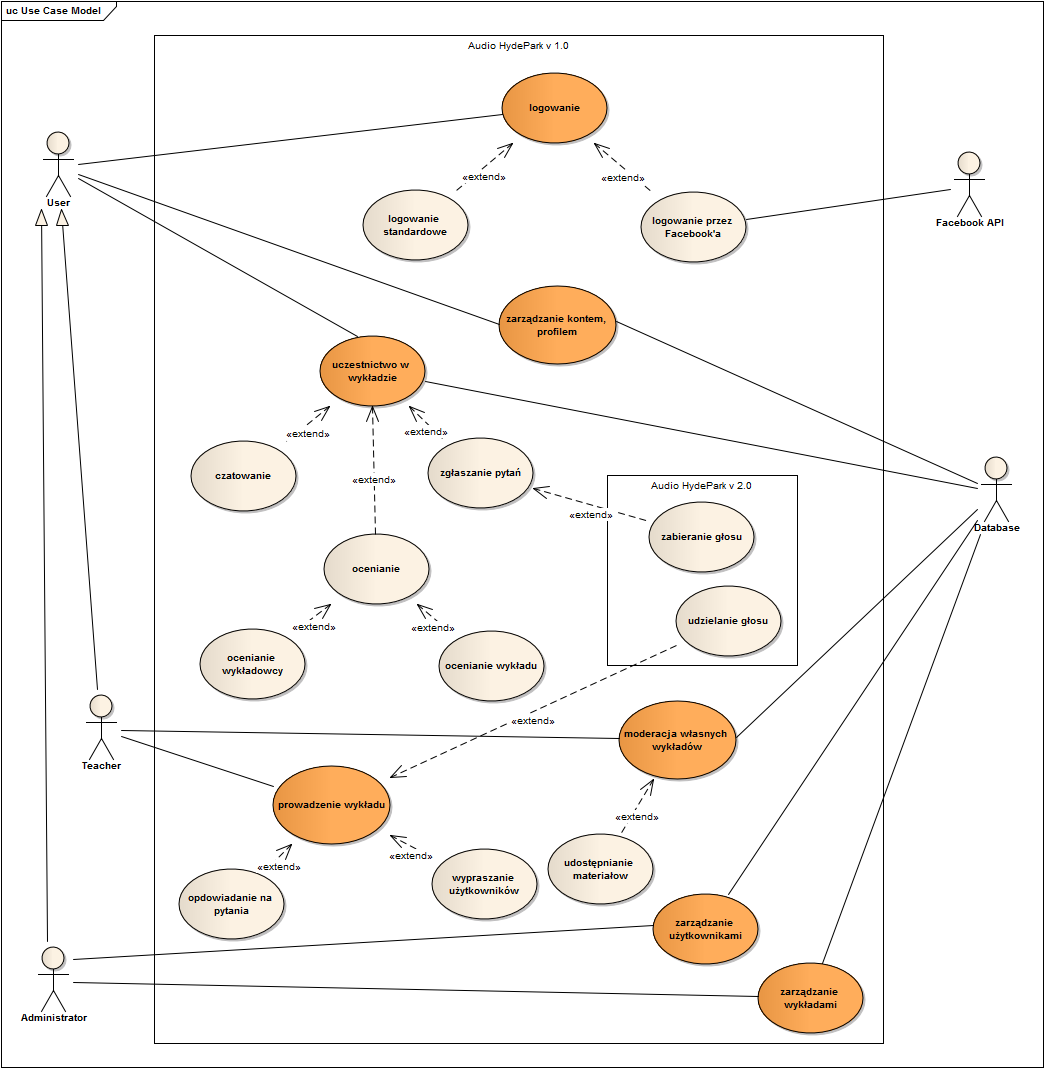 uc Use Case Model
Audio HydePark v 1.0
logowanie
User
«extend»
«extend»
logowanie
standardowe
logowanie przez
Facebook'a
Facebook API
zarządzanie kontem,
profilem
uczestnictwo w
wykładzie
«extend»
«extend»
czatowanie
«extend»
zgłaszanie pytań
Audio HydePark v 2.0
«extend»
zabieranie głosu
Database
ocenianie
«extend»
«extend»
udzielanie głosu
ocenianie
wykładowcy
ocenianie wykładu
«extend»
moderacja własnych
wykładów
Teacher
prowadzenie wykładu
«extend»
«extend»
«extend»
udostępnianie
materiałow
wypraszanie
użytkowników
opdowiadanie na
pytania
zarządzanie
użytkownikami
zarządzanie
wykładami
Administrator